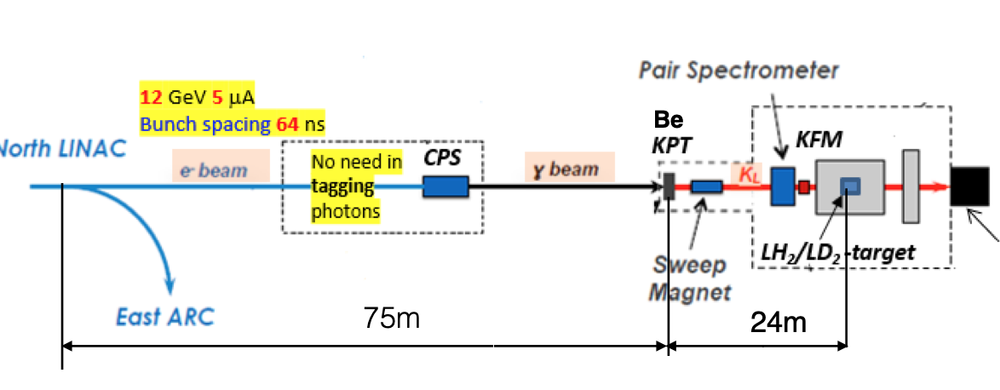 Pair Spectrometer
12 GeV 5 μA
Bunch spacing 64 ns
Be
KPT
KFM
North LINAC
e- beam
No need in
tagging
photons
CPS
γ beam
KL
LH2/LD2-target
Sweep
Magnet
East ARC
75m
24m